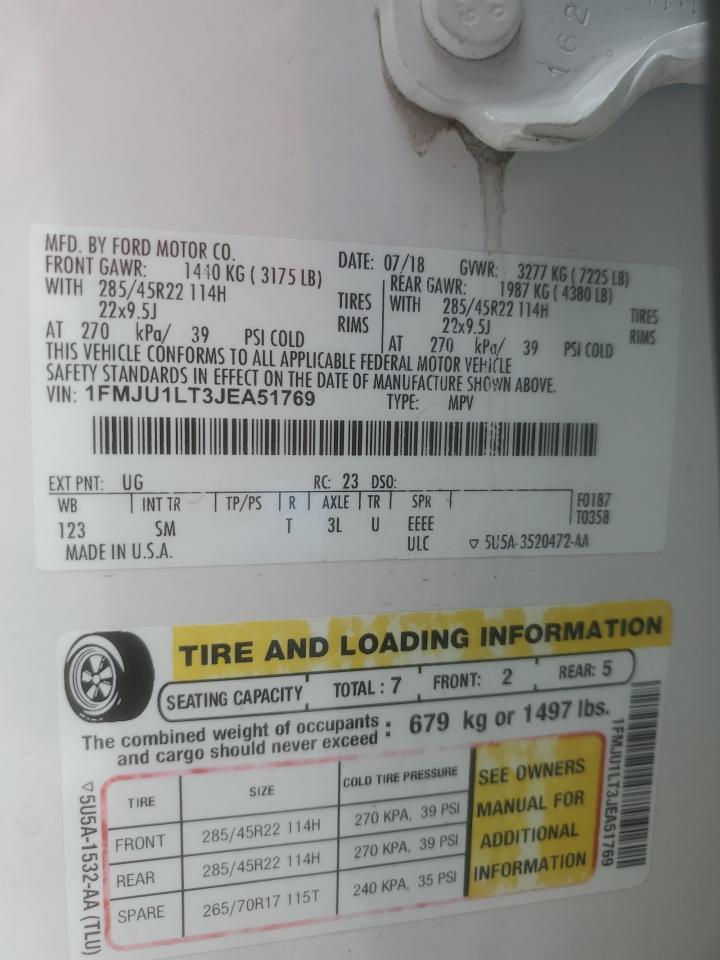 162
MFD. BY FORD MOTOR CO. DATE: 07/18 GVWR: 3277 KG ( 7225 LB)
FRONT GAWR: 1440 KG ( 3175 LB) REAR GAWR: 1987 KG ( 4380 LB)
WITH 285/45R22 114H TIRES WITH 285/45R22 114H TIRES
22x9.5J RIMS 22x9.5J RIMS
AT 270 kPa/ 39 PSI COLD AT 270 kPa/ 39 PSI COLD
THIS VEHICLE CONFORMS TO ALL APPLICABLE FEDERAL MOTOR VEHICLE
SAFETY STANDARDS IN EFFECT ON THE DATE OF MANUFACTURE SHOWN ABOVE.
VIN: 1FMJU1LT3JEA51769 TYPE: MPV
EXT PNT: UG RC: 23 DSO:
WB INT TR TP/PS R AXLE TR SPR F0187
123 SM T 3L U EEEE T0358
MADE IN U.S.A. ULC 5U5A-3520472-AA
TIRE AND LOADING INFORMATION
SEATING CAPACITY TOTAL : 7 FRONT: 2 REAR: 5
The combined weight of occupants
and cargo should never exceed : 679 kg or 1497 lbs.
TIRE SIZE COLD TIRE PRESSURE
FRONT 285/45R22 114H 270 KPA, 39 PSI
REAR 285/45R22 114H 270 KPA, 39 PSI
SPARE 265/70R17 115T 240 KPA, 35 PSI
SEE OWNERS
MANUAL FOR
ADDITIONAL
INFORMATION
5U5A-1532-AA (TLU)
1FMJU1LT3JEA51769